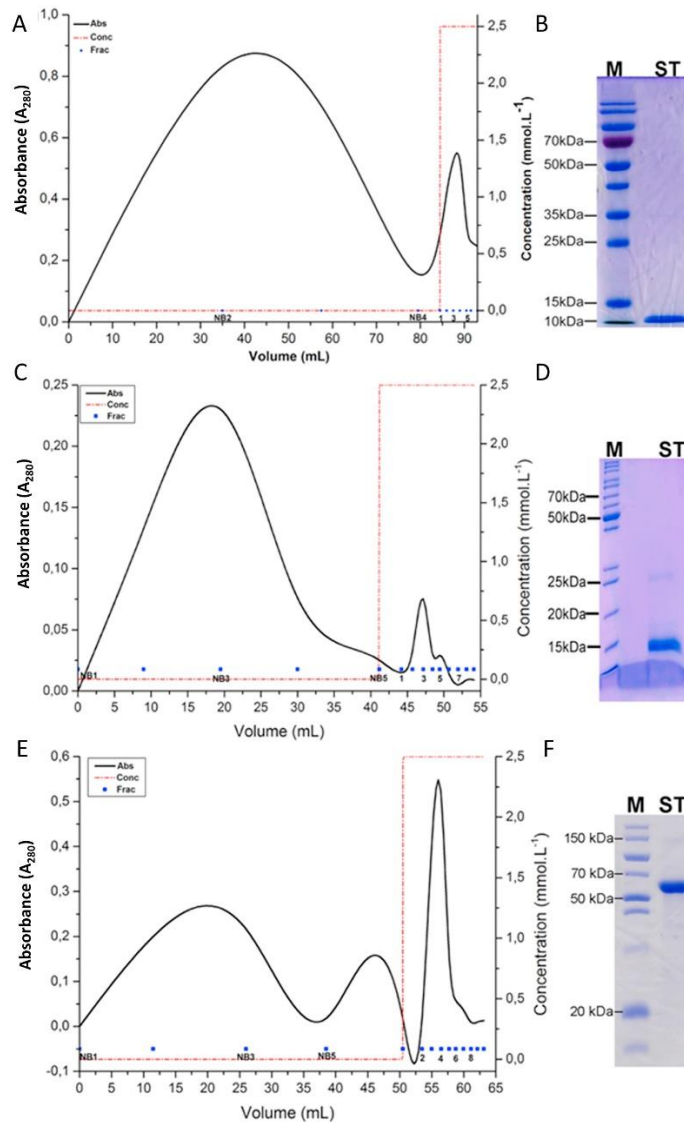 A
Abs
Conc
Frac
1,0
0,8
0,6
0,4
0,2
0,0
Absorbance (A280)
2,5
2,0
1,5
1,0
0,5
0,0
Concentration (mmol.L-1)
NB2
NB4
1
3
5
0 10 20 30 40 50 60 70 80 90
Volume (mL)
B
M ST
70kDa
50kDa
35kDa
25kDa
15kDa
10kDa
C
Abs
Conc
Frac
0,25
0,20
0,15
0,10
0,05
0,00
Absorbance (A280)
2,5
2,0
1,5
1,0
0,5
0,0
Concentration (mmol.L-1)
NB1
NB3
NB5
1
3
5
7
0 5 10 15 20 25 30 35 40 45 50 55
Volume (mL)
D
M ST
70kDa
50kDa
25kDa
20kDa
15kDa
E
Abs
Conc
Frac
0,6
0,5
0,4
0,3
0,2
0,1
0,0
-0,1
Absorbance (A280)
2,5
2,0
1,5
1,0
0,5
0,0
Concentration (mmol.L-1)
NB1
NB3
NB5
2
4
6
8
0 5 10 15 20 25 30 35 40 45 50 55 60 65
Volume (mL)
F
M ST
150 kDa
70 kDa
50 kDa
20 kDa